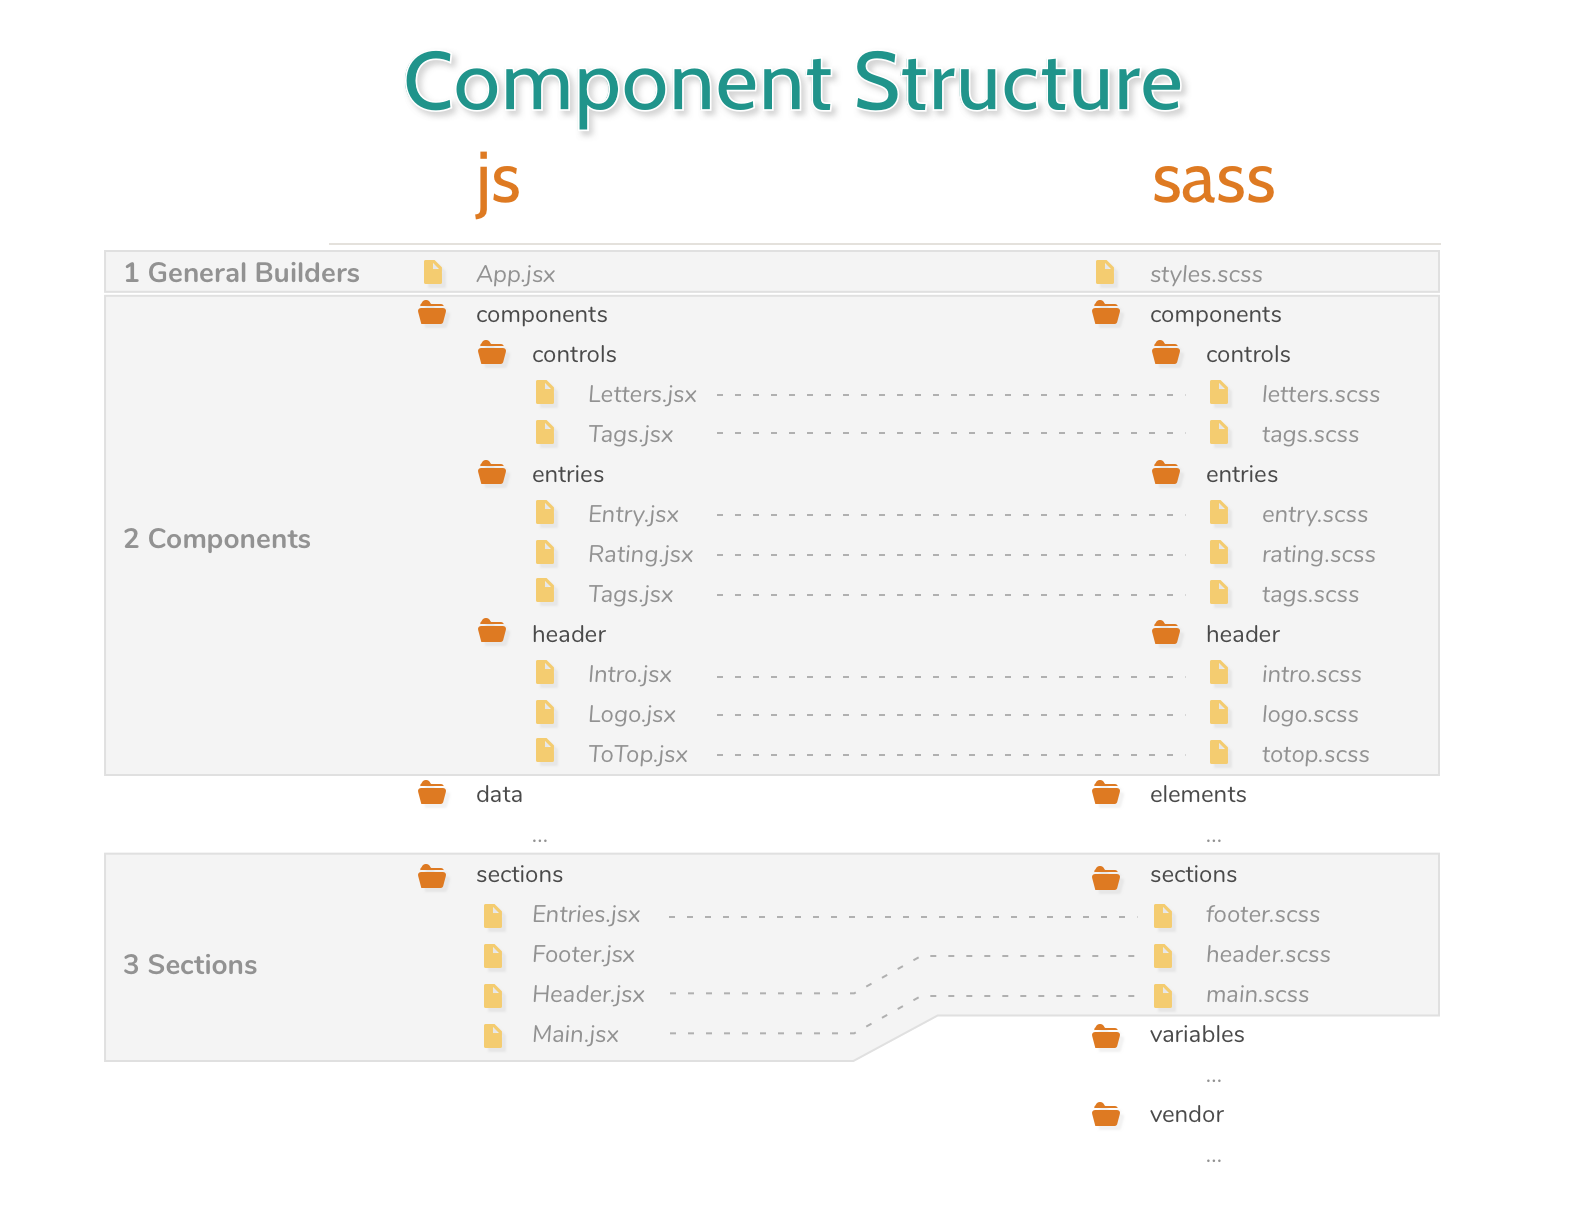 Component Structure
js sass
1 General Builders App.jsx styles.scss
components components
controls controls
Letters.jsx letters.scss
Tags.jsx tags.scss
entries entries
Entry.jsx entry.scss
2 Components
Rating.jsx rating.scss
Tags.jsx tags.scss
header header
Intro.jsx intro.scss
Logo.jsx logo.scss
ToTop.jsx totop.scss
data elements
... ...
sections sections
Entries.jsx footer.scss
Footer.jsx header.scss
3 Sections
Header.jsx main.scss
Main.jsx variables
...
vendor
...